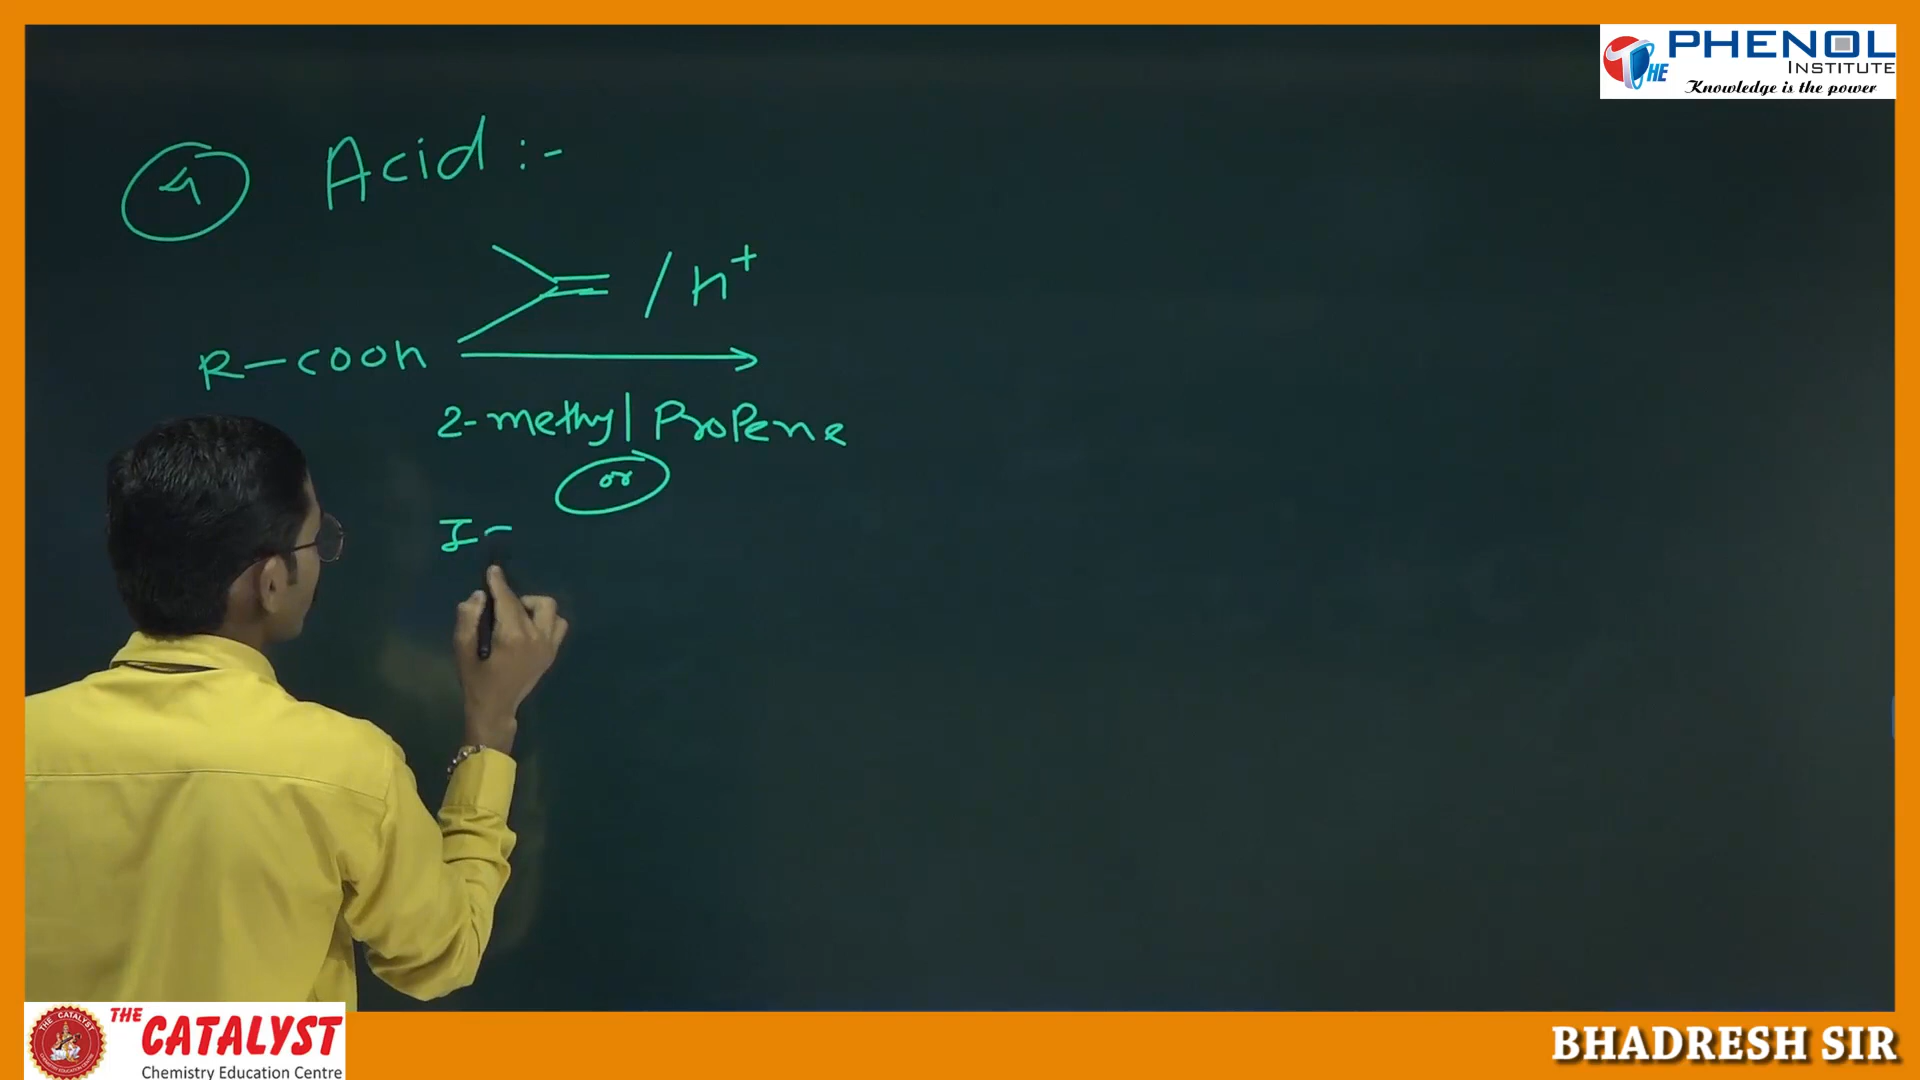 THE PHENOL
INSTITUTE
Knowledge is the power
4 Acid :-
/ h+
R-cooh
2-methyl Propene
or
I
THE
CATALYST
Chemistry Education Centre
BHADRESH SIR